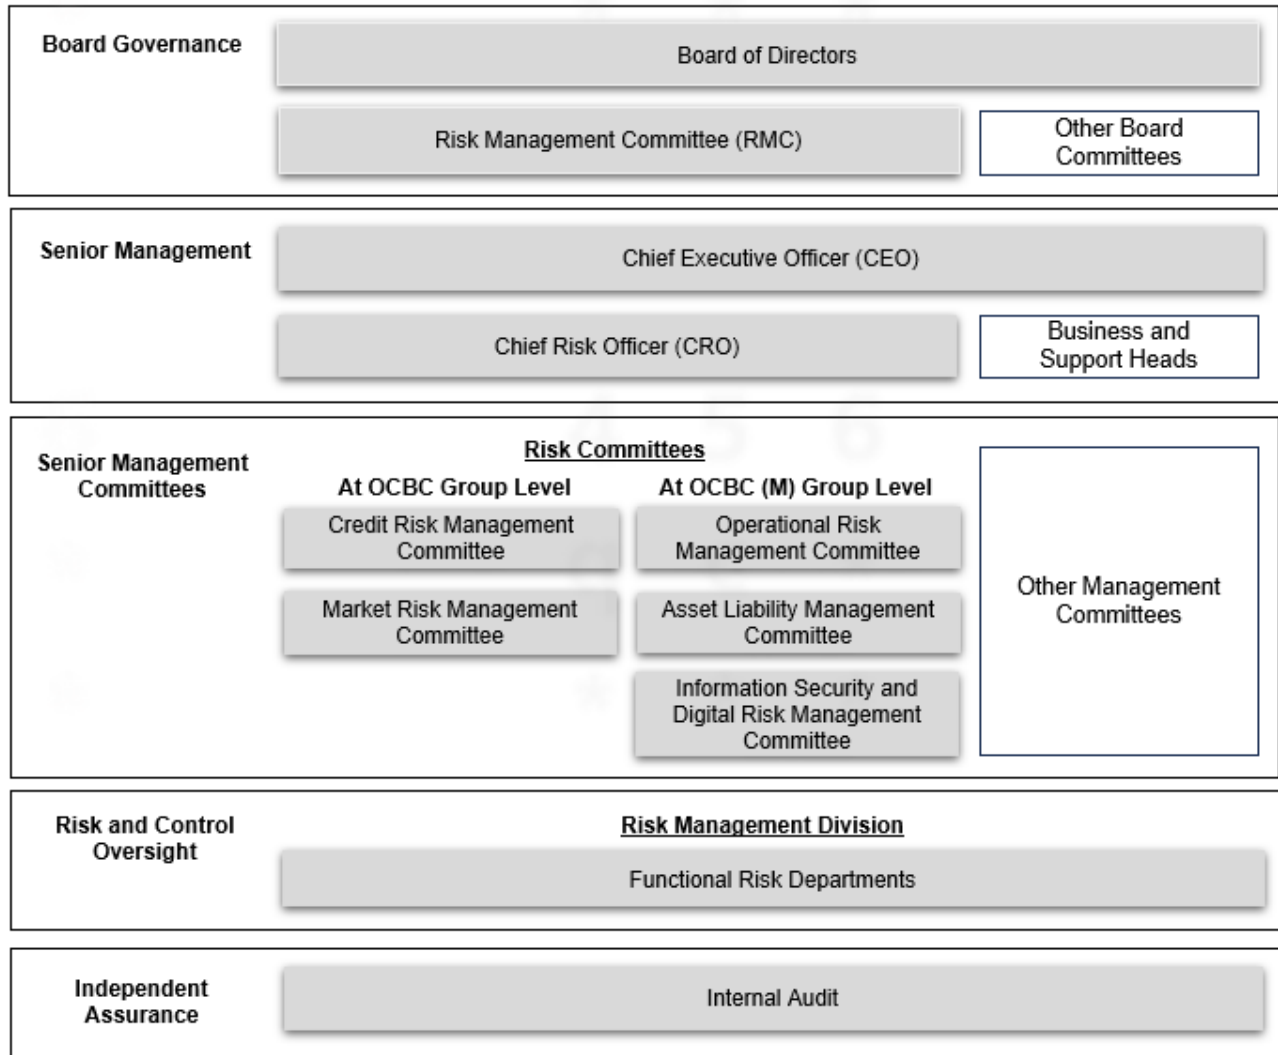 Board Governance
Board of Directors
Risk Management Committee (RMC)
Other Board
Committees
Senior Management
Chief Executive Officer (CEO)
Chief Risk Officer (CRO)
Business and
Support Heads
Senior Management
Committees
Risk Committees
At OCBC Group Level
At OCBC (M) Group Level
Credit Risk Management
Committee
Operational Risk
Management Committee
Market Risk Management
Committee
Asset Liability Management
Committee
Information Security and
Digital Risk Management
Committee
Other Management
Committees
Risk and Control
Oversight
Risk Management Division
Functional Risk Departments
Independent
Assurance
Internal Audit